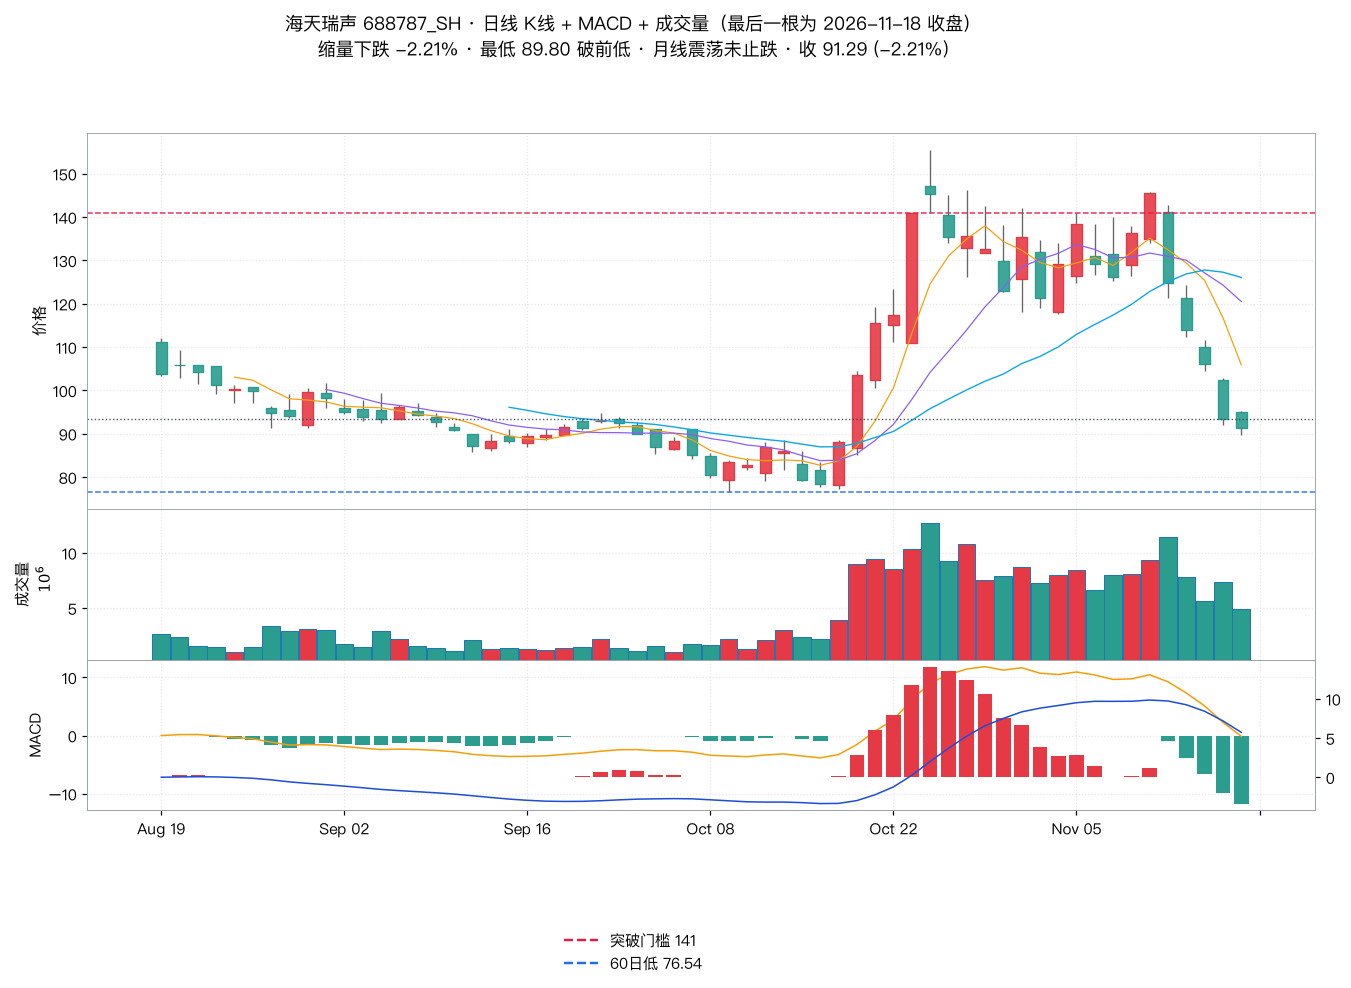 海天瑞声 688787_SH · 日线 K线 + MACD + 成交量（最后一根为 2026-11-18 收盘）
缩量下跌 -2.21% · 最低 89.80 破前低 · 月线震荡未止跌 · 收 91.29 (-2.21%)
价格
150
140
130
120
110
100
90
80
成交量
10⁶
10
5
MACD
10
0
−10
10
5
0
Aug 19
Sep 02
Sep 16
Oct 08
Oct 22
Nov 05
突破门槛 141
60日低 76.54